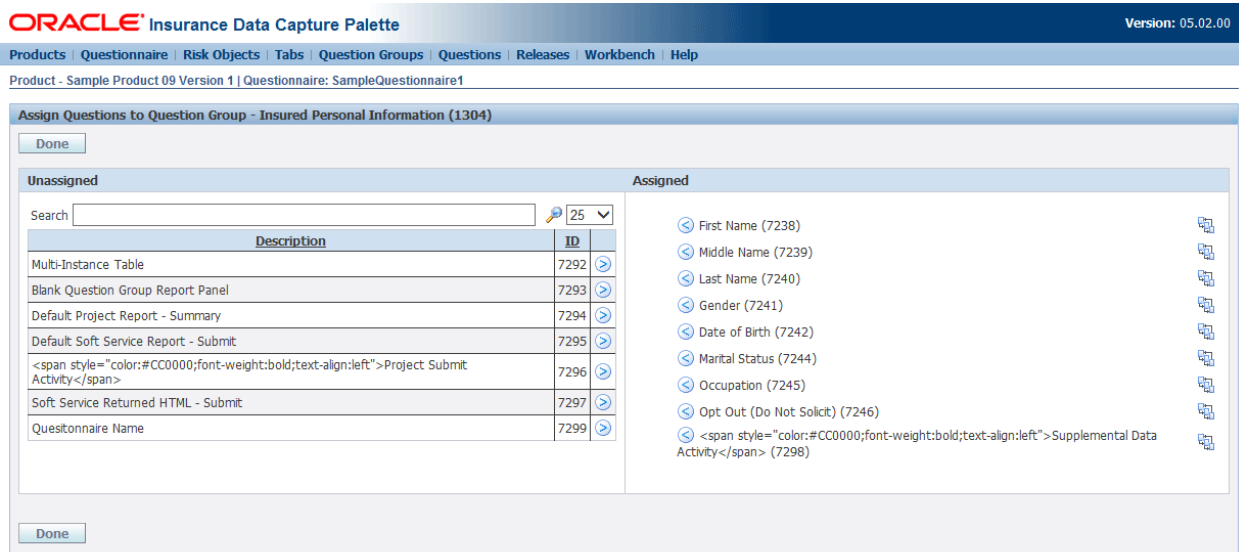 ORACLE® Insurance Data Capture Palette
Version: 05.02.00
Products | Questionnaire | Risk Objects | Tabs | Question Groups | Questions | Releases | Workbench | Help
Product - Sample Product 09 Version 1 | Questionnaire: SampleQuestionnaire1
Assign Questions to Question Group - Insured Personal Information (1304)
Done
Unassigned
Search
25
Description ID
Multi-Instance Table 7292
Blank Question Group Report Panel 7293
Default Project Report - Summary 7294
Default Soft Service Report - Submit 7295
<span style="color:#CC0000;font-weight:bold;text-align:left">Project Submit
Activity</span> 7296
Soft Service Returned HTML - Submit 7297
Quesitonnaire Name 7299
Assigned
First Name (7238)
Middle Name (7239)
Last Name (7240)
Gender (7241)
Date of Birth (7242)
Marital Status (7244)
Occupation (7245)
Opt Out (Do Not Solicit) (7246)
<span style="color:#CC0000;font-weight:bold;text-align:left">Supplemental Data
Activity</span> (7298)
Done